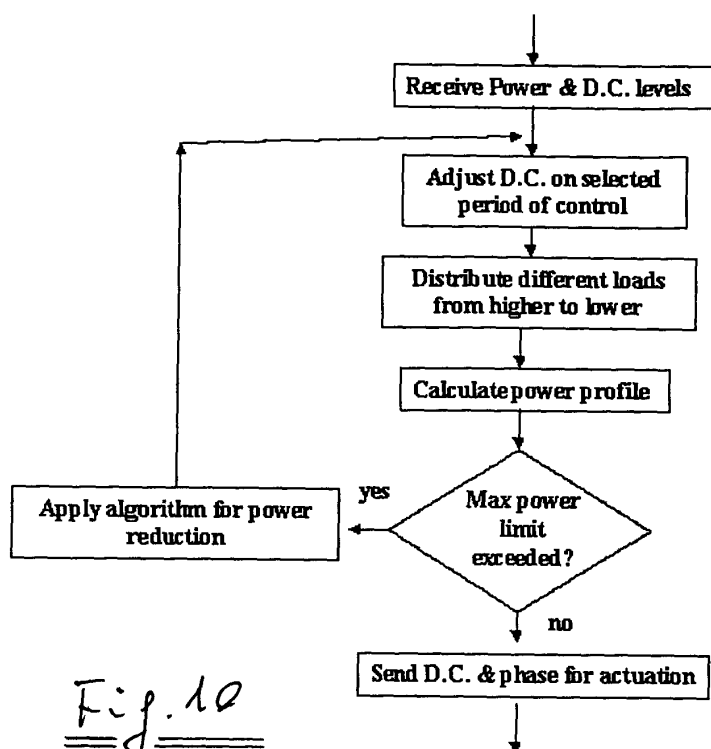 Receive Power & D.C. levels
Adjust D.C. on selected
period of control
Distribute different loads
from higher to lower
Calculate power profile
Max power
limit
exceeded?
yes
Apply algorithm for power
reduction
no
Send D.C. & phase for actuation
Fig. 10